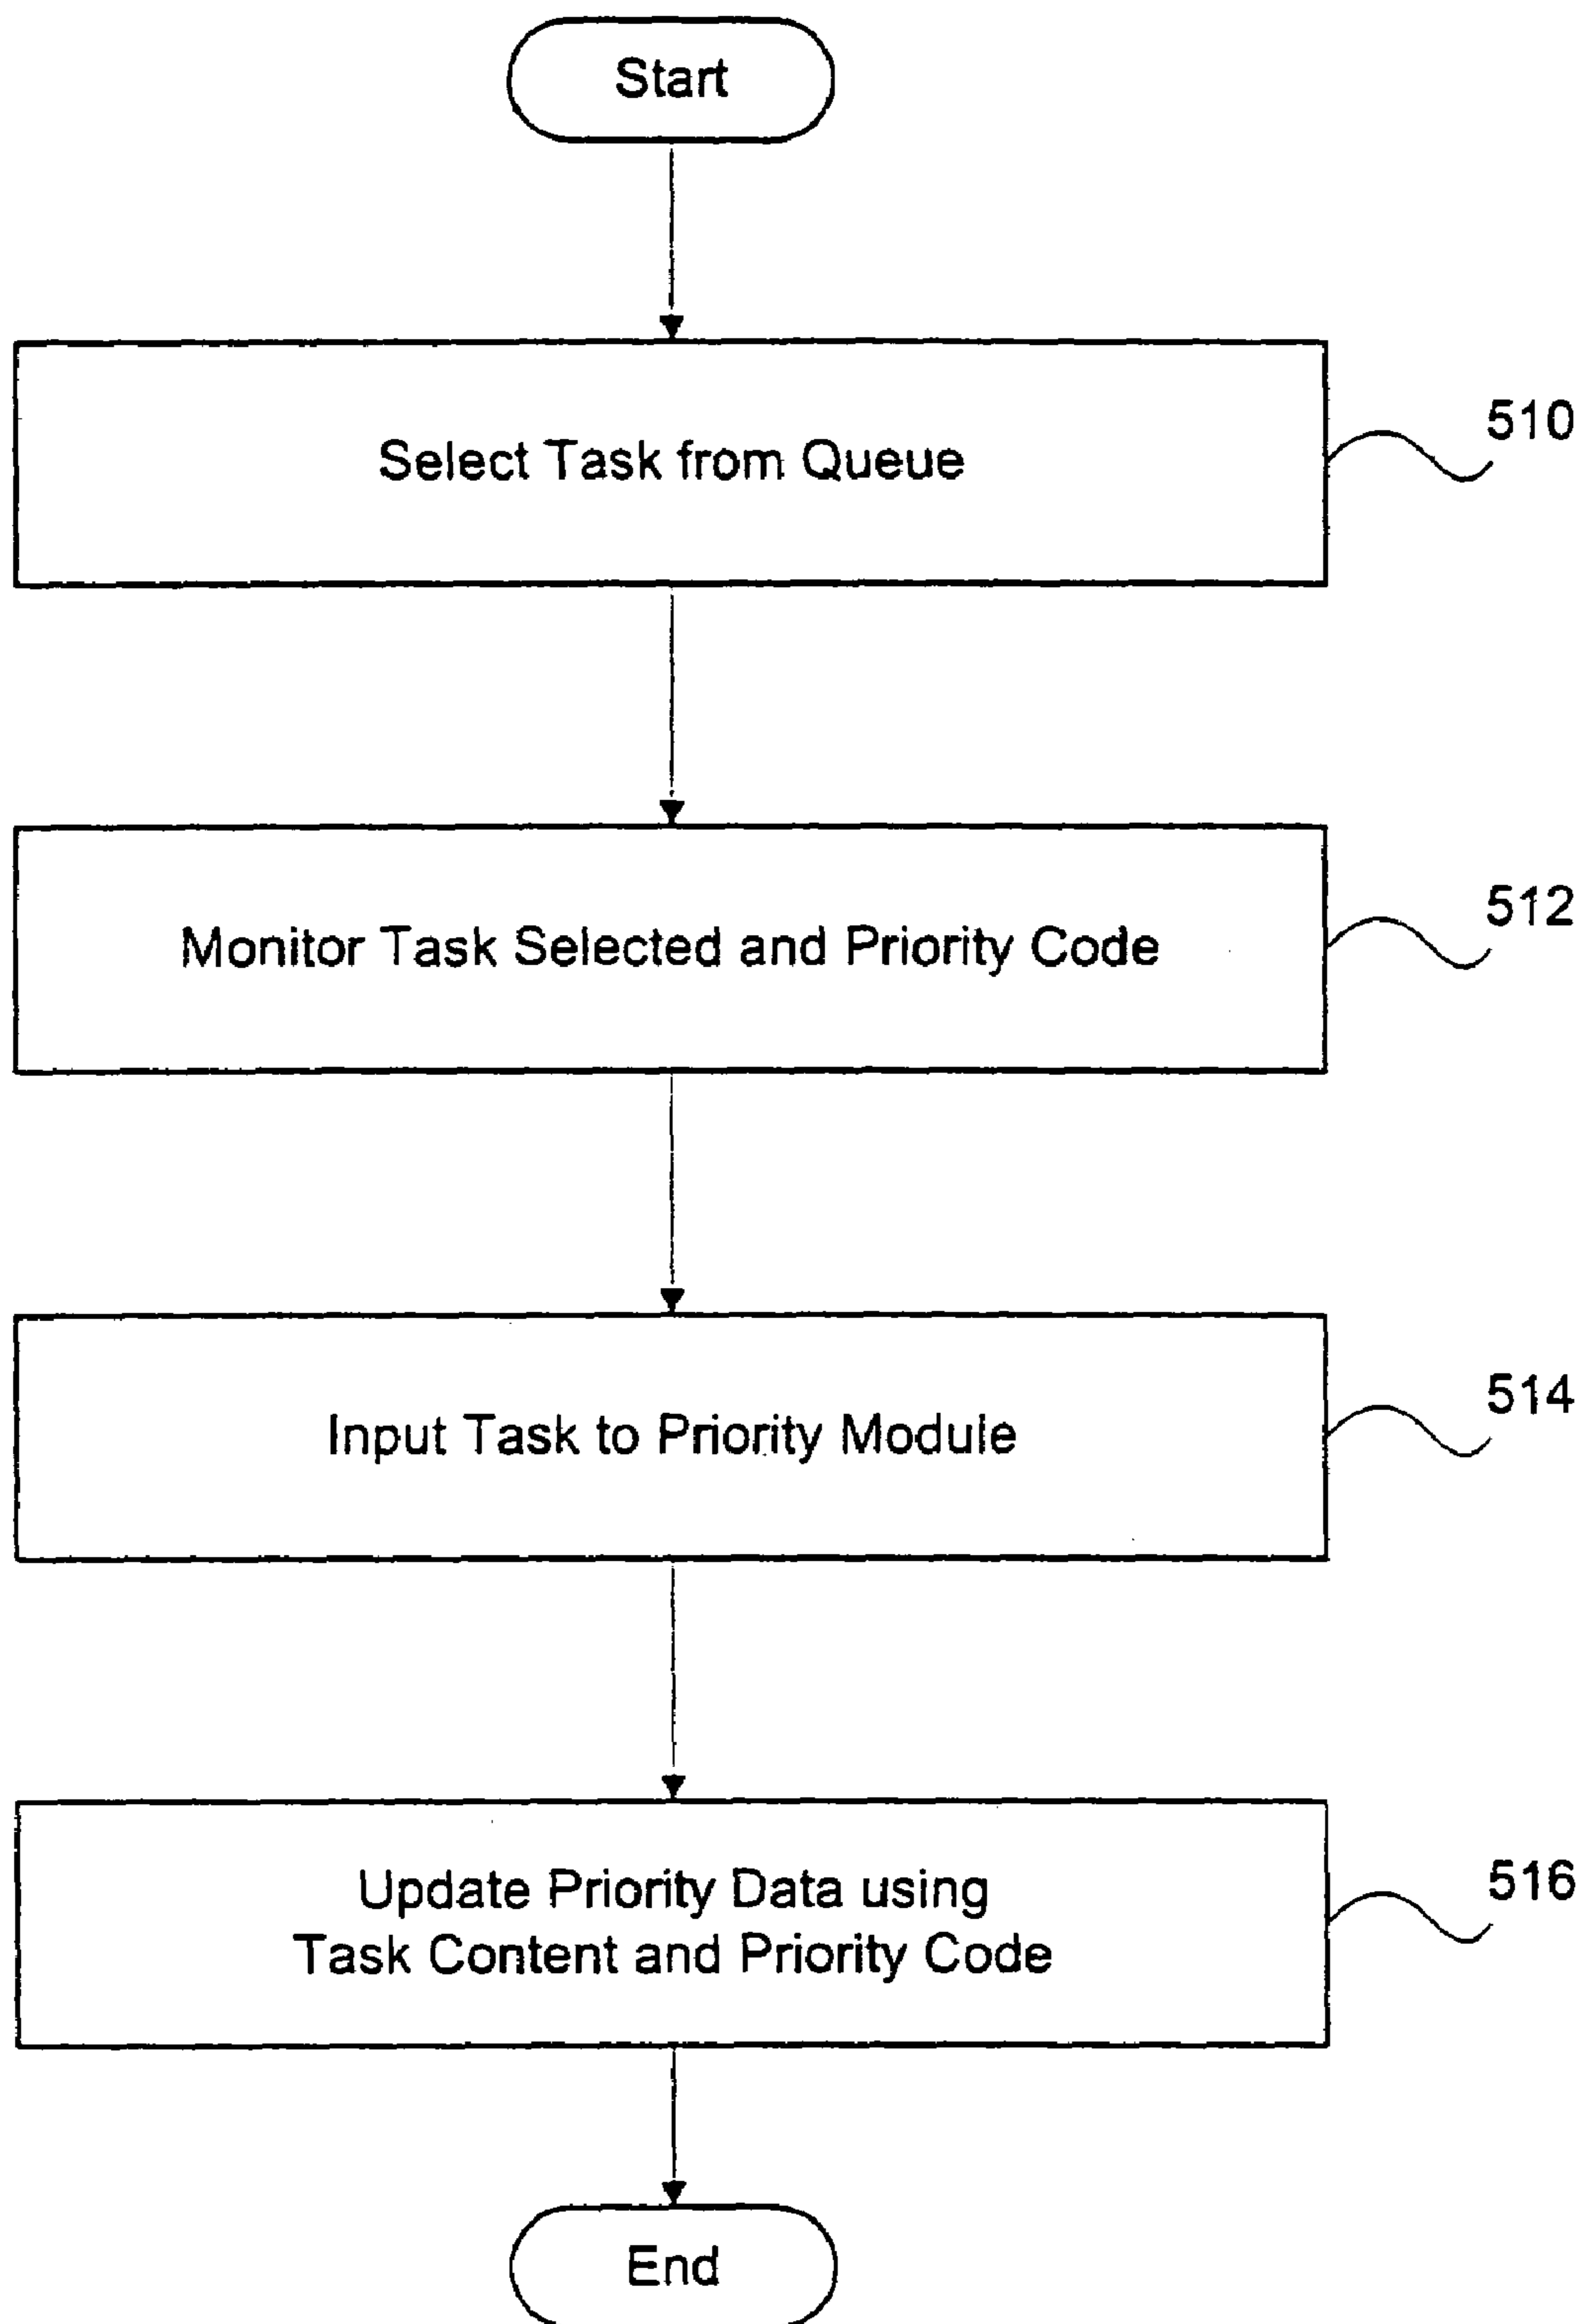 Start
Select Task from Queue
510
Monitor Task Selected and Priority Code
512
Input Task to Priority Module
514
Update Priority Data using
Task Content and Priority Code
516
End